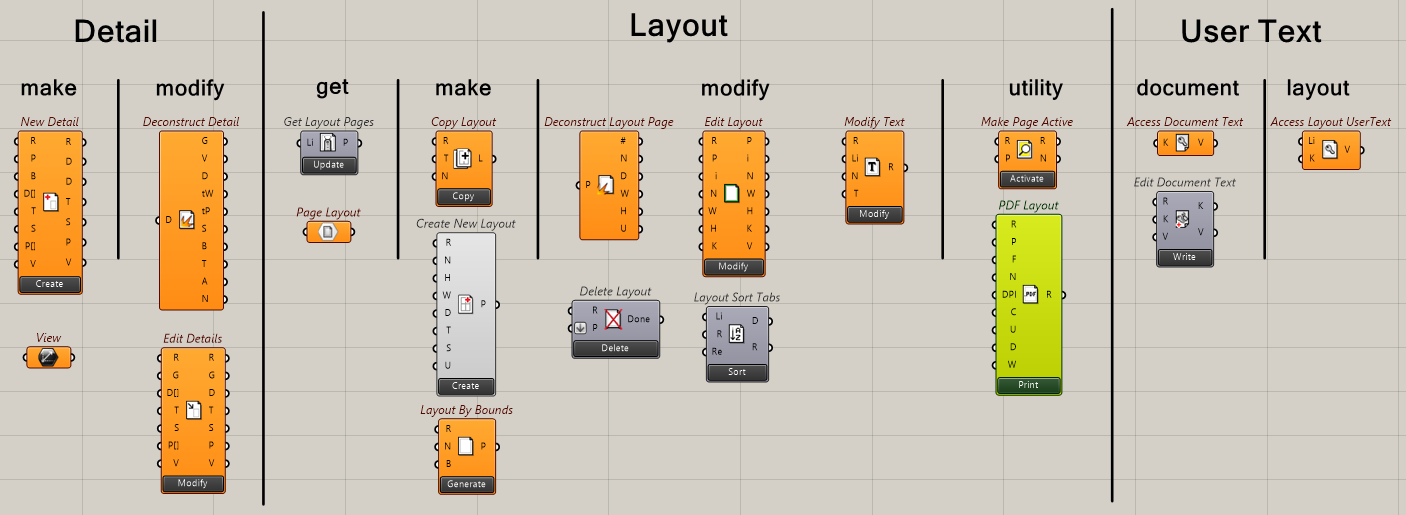 Detail
Layout
User Text
make
modify
get
make
modify
utility
document
layout
New Detail
R
P
B
D[]
T
S
P[]
V
R
D
D
T
S
P
V
Create
View
Deconstruct Detail
D
G
V
D
tW
tP
S
B
T
A
N
Edit Details
R
G
D[]
T
S
P[]
V
R
G
D
T
S
P
V
Modify
Get Layout Pages
Li
P
Update
Page Layout
Copy Layout
R
T
N
L
Copy
Create New Layout
R
N
H
W
D
T
S
U
P
Create
Layout By Bounds
R
N
B
P
Generate
Deconstruct Layout Page
P
#
N
D
W
H
U
Delete Layout
R
P
Done
Delete
Edit Layout
R
P
i
N
W
H
K
P
i
N
W
H
K
V
Modify
Layout Sort Tabs
Li
R
Re
D
R
Sort
Modify Text
R
Li
N
T
T
R
Modify
Make Page Active
R
P
R
N
Activate
PDF Layout
R
P
F
N
DPI
C
U
D
W
.PDF
R
Print
Access Document Text
K
V
Edit Document Text
R
K
V
K
V
Write
Access Layout UserText
Li
K
V